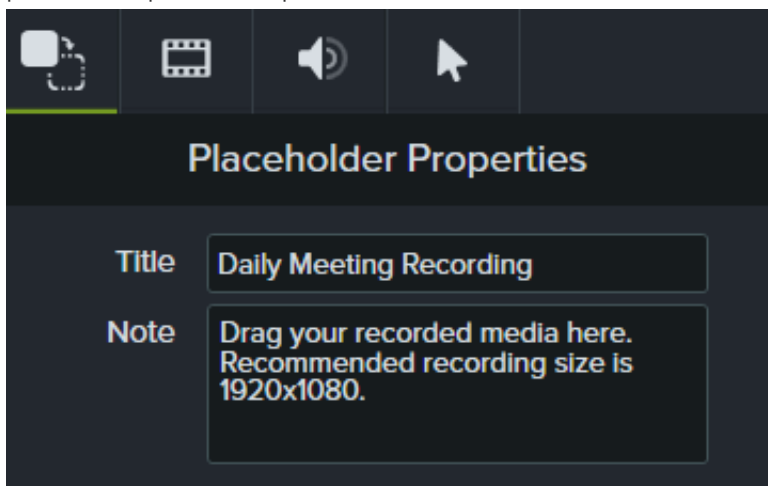 Placeholder Properties
Title Daily Meeting Recording
Note Drag your recorded media here.
Recommended recording size is
1920x1080.